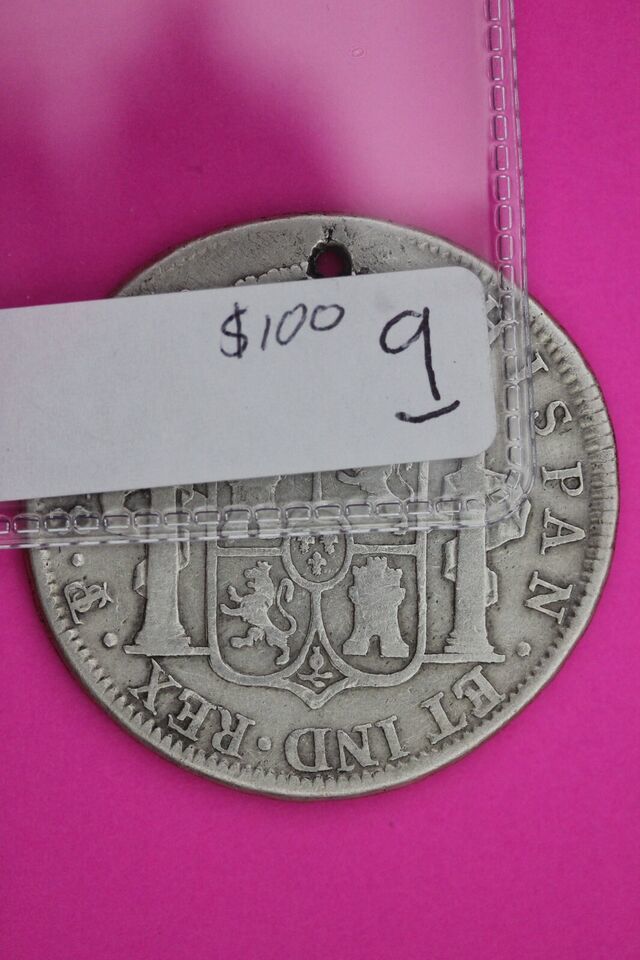 $100 9
ISPAN · ET IND · REX